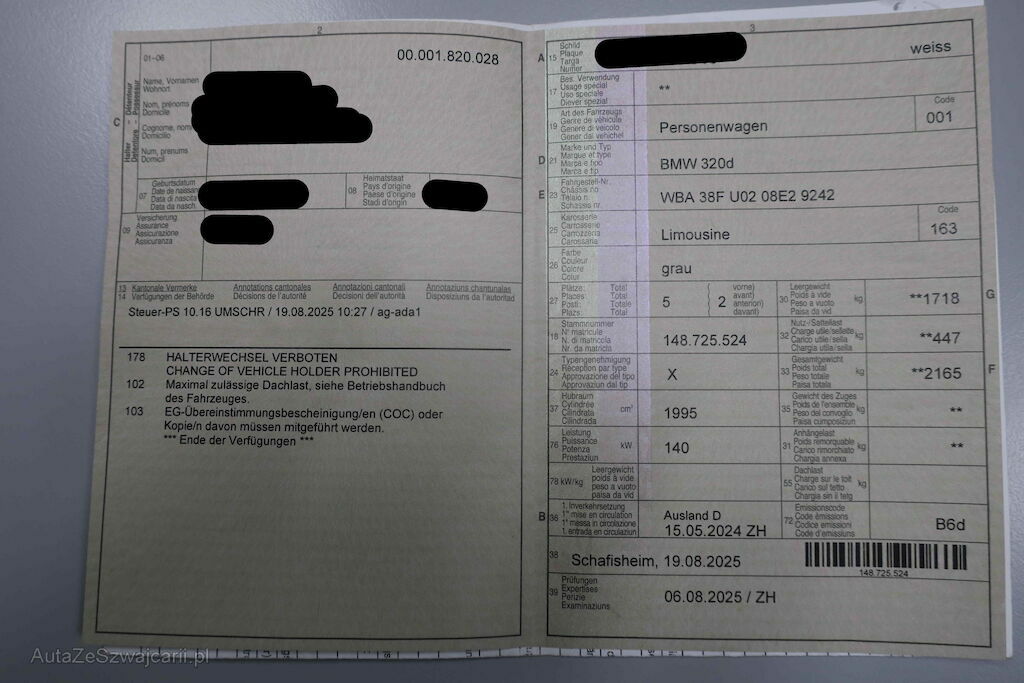 2
01-06
00.001.820.028
C
Halter - Détenteur
Detentore - Possessur
Name, Vornamen
Wohnort
Nom, prénoms
Domicile
Cognome, nomi
Domicilio
Num, prenums
Domicil
07
Geburtsdatum
Date de naissan
Data di nascita
Data da nasch.
08
Heimatstaat
Pays d'origine
Paese d'origine
Stadi d'origin
09
Versicherung
Assurance
Assicurazione
Assicuranza
13 Kantonale Vermerke Annotations cantonales Annotazioni cantonali Annotaziuns chantunalas
14 Verfügungen der Behörde Décisions de l'autorité Decisioni dell'autorità Disposiziuns da l'autoritad
Steuer-PS 10.16 UMSCHR / 19.08.2025 10:27 / ag-ada1
178 HALTERWECHSEL VERBOTEN
CHANGE OF VEHICLE HOLDER PROHIBITED
102 Maximal zulässige Dachlast, siehe Betriebshandbuch
des Fahrzeuges.
103 EG-Übereinstimmungsbescheinigung/en (COC) oder
Kopie/n davon müssen mitgeführt werden.
*** Ende der Verfügungen ***
3
A
15
Schild
Plaque
Targa
Numer
weiss
17
Bes. Verwendung
Usage spécial
Uso speciale
Diever spezial
**
19
Art des Fahrzeugs
Genre de véhicule
Genere di veicolo
Gener dal vehichel
Personenwagen
Code
001
D
21
Marke und Typ
Marque et type
Marca e tipo
Marca e tip
BMW 320d
E
23
Fahrgestell-Nr.
Châssis no
Telaio n.
Schassis nr.
WBA 38F U02 08E2 9242
25
Karosserie
Carrosserie
Carrozzeria
Carossaria
Limousine
Code
163
26
Farbe
Couleur
Colore
Colur
grau
27
Plätze: Total
Places: Total
Posti: Totale
Plazs: Total
5
( 2
vorne)
avant)
anteriori)
davant)
30
Leergewicht
Poids à vide
Peso a vuoto
Paisa da vid
kg
**1718
G
18
Stammnummer
N° matricule
N. di matricola
Nr. da matricla
148.725.524
32
Nutz-/Sattellast
Charge utile/sellette
Carico utile/sella
Chargia utila/sella
kg
**447
24
Typengenehmigung
Réception par type
Approvazione del tipo
Approvaziun dal tip
X
33
Gesamtgewicht
Poids total
Peso totale
Paisa totala
kg
**2165
F
37
Hubraum
Cylindrée
Cilindrata
Cilindrada
cm³
1995
35
Gewicht des Zuges
Poids de l'ensemble
Peso del convoglio
Paisa cumposiziun
kg
**
76
Leistung
Puissance
Potenza
Prestaziun
kW
140
31
Anhängelast
Poids remorquable
Carico rimorchiato
Chargia annexa
kg
**
78 kW/kg
Leergewicht
poids à vide
peso a vuoto
paisa da vid
55
Dachlast
Charge sur le toit
Carico sul tetto
Chargia sin il tetg
kg
B
36
1. Inverkehrsetzung
1re mise en circulation
1a messa in circolazione
1. entrada en circulaziun
Ausland D
15.05.2024 ZH
72
Emissionscode
Code émissions
Codice emissioni
Code d'emissiuns
B6d
38
Schafisheim, 19.08.2025
148.725.524
39
Prüfungen
Expertises
Perizie
Examinaziuns
06.08.2025 / ZH
AutaZeSzwajcarii.pl